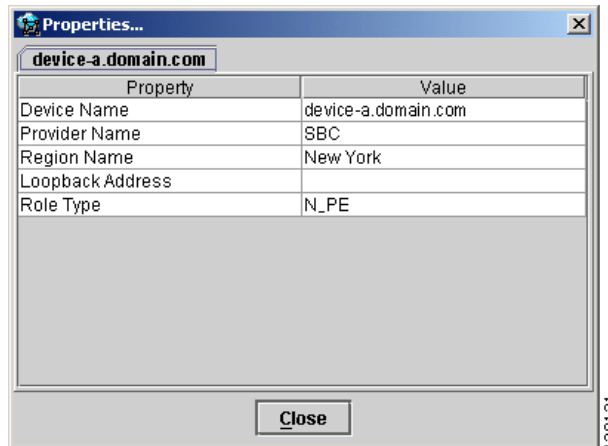 Properties...
device-a.domain.com
Property Value
Device Name device-a.domain.com
Provider Name SBC
Region Name New York
Loopback Address
Role Type N_PE
Close